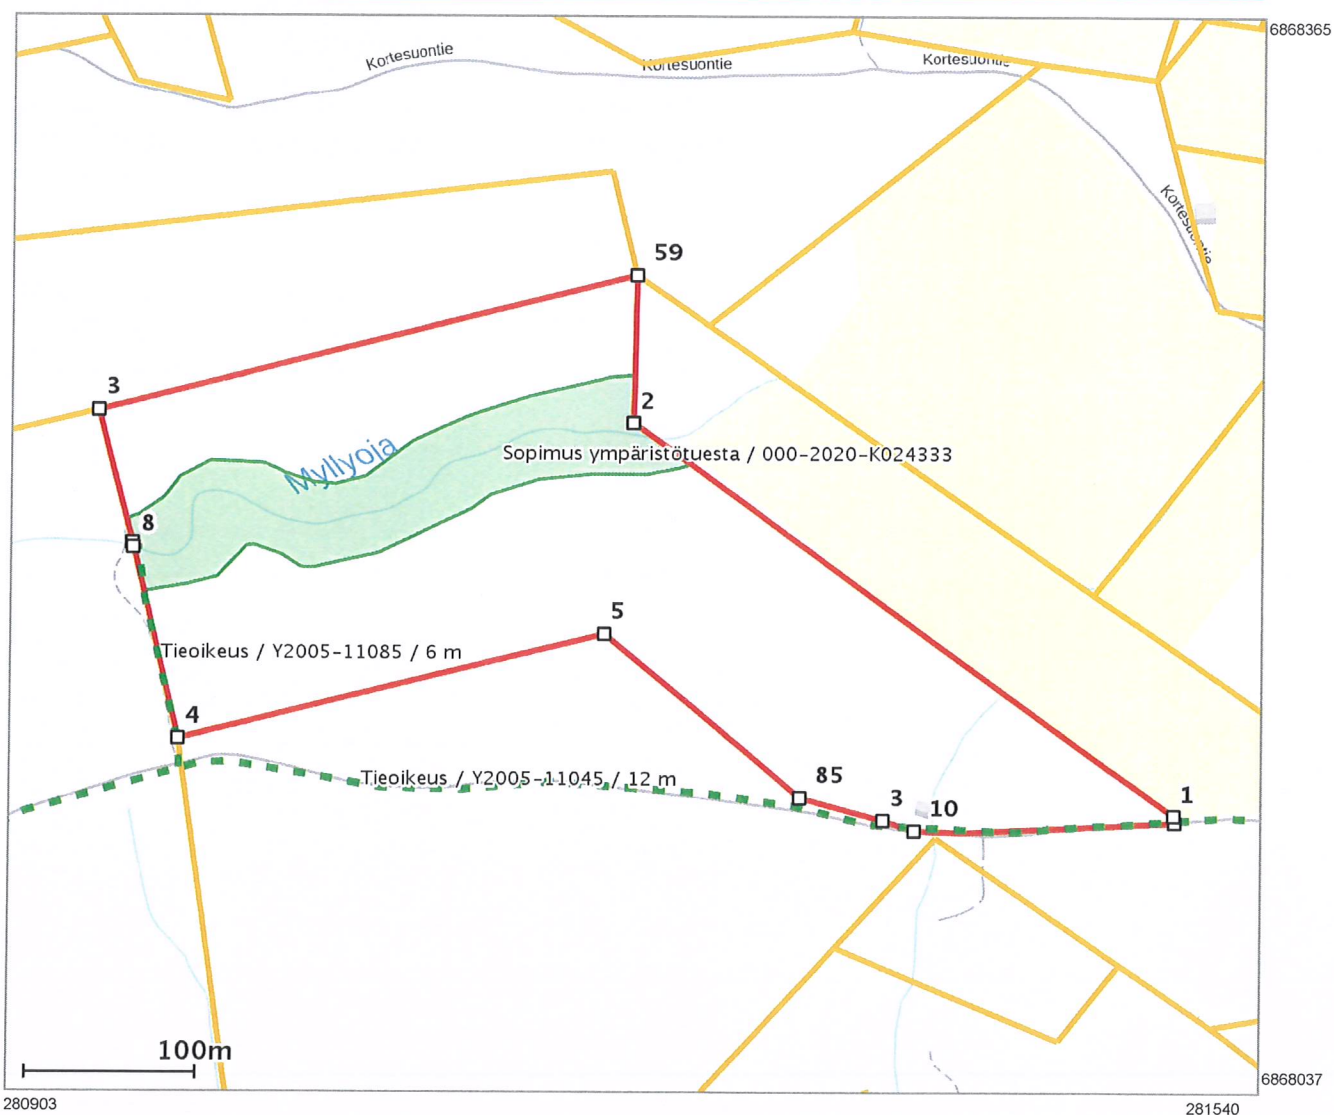 6868365
Kortesuontie
Kortesuontie
Kortesuontie
Kortesuontie
59
3
2
Myllyoja
Sopimus ympäristötuesta / 000-2020-K024333
8
5
Tieoikeus / Y2005-11085 / 6 m
4
Tieoikeus / Y2005-11045 / 12 m
85
3
10
1
100m
6868037
280903
281540